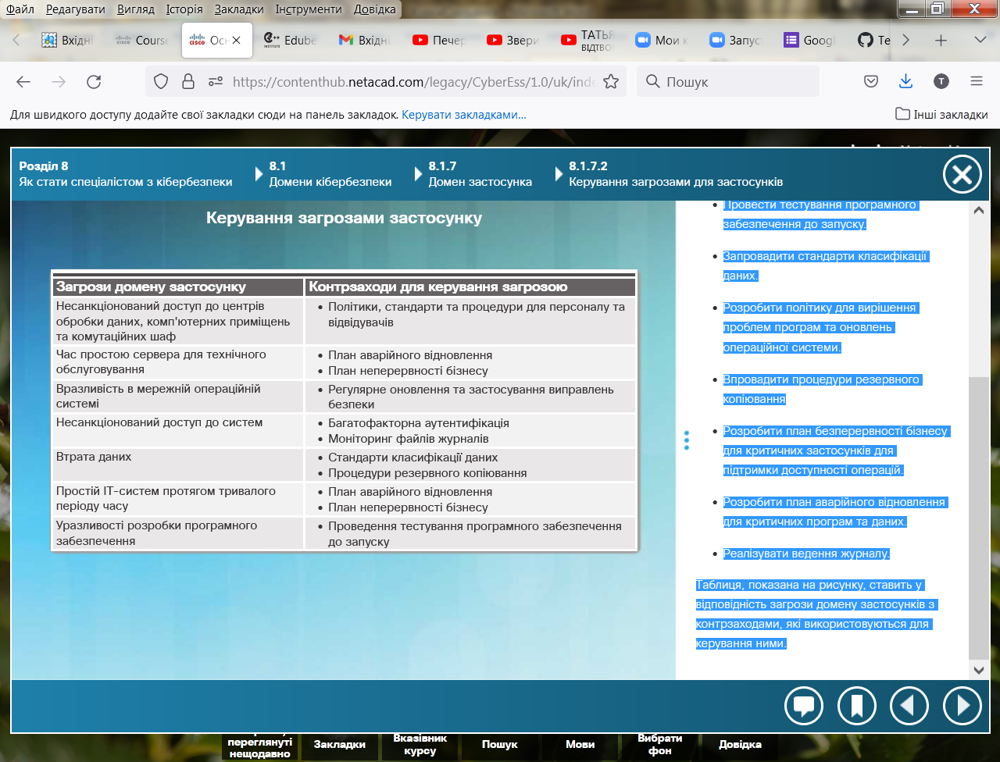 Файл Редагувати Вигляд Історія Закладки Інструменти Довідка
Вхідні Course Осн Edube Вхідні Печер Звери ТАТЬЯ Мои к Запус Googl Te
ВІДТВО
https://contenthub.netacad.com/legacy/CyberEss/1.0/uk/inde Пошук T
Для швидкого доступу додайте свої закладки сюди на панель закладок. Керувати закладками... Інші закладки
Розділ 8 8.1 8.1.7 8.1.7.2
Як стати спеціалістом з кібербезпеки Домени кібербезпеки Домен застосунка Керування загрозами для застосунків
Керування загрозами застосунку
Загрози домену застосунку Контрзаходи для керування загрозою
Несанкціонований доступ до центрів
обробки даних, комп'ютерних приміщень
та комутаційних шаф
• Політики, стандарти та процедури для персоналу та
відвідувачів
Час простою сервера для технічного
обслуговування
• План аварійного відновлення
• План неперервності бізнесу
Вразливість в мережній операційній
системі
• Регулярне оновлення та застосування виправлень
безпеки
Несанкціонований доступ до систем
• Багатофакторна аутентифікація
• Моніторинг файлів журналів
Втрата даних
• Стандарти класифікації даних
• Процедури резервного копіювання
Простій ІТ-систем протягом тривалого
періоду часу
• План аварійного відновлення
• План неперервності бізнесу
Уразливості розробки програмного
забезпечення
• Проведення тестування програмного забезпечення
до запуску
• Провести тестування програмного
забезпечення до запуску.
• Запровадити стандарти класифікації
даних.
• Розробити політику для вирішення
проблем програм та оновлень
операційної системи.
• Впровадити процедури резервного
копіювання
• Розробити план безперервності бізнесу
для критичних застосунків для
підтримки доступності операцій.
• Розробити план аварійного відновлення
для критичних програм та даних.
• Реалізувати ведення журналу.
Таблиця, показана на рисунку, ставить у
відповідність загрози домену застосунків з
контрзаходами, які використовуються для
керування ними.
переглянуті
нещодавно
Закладки
Вказівник
курсу
Пошук
Мови
Вибрати
фон
Довідка